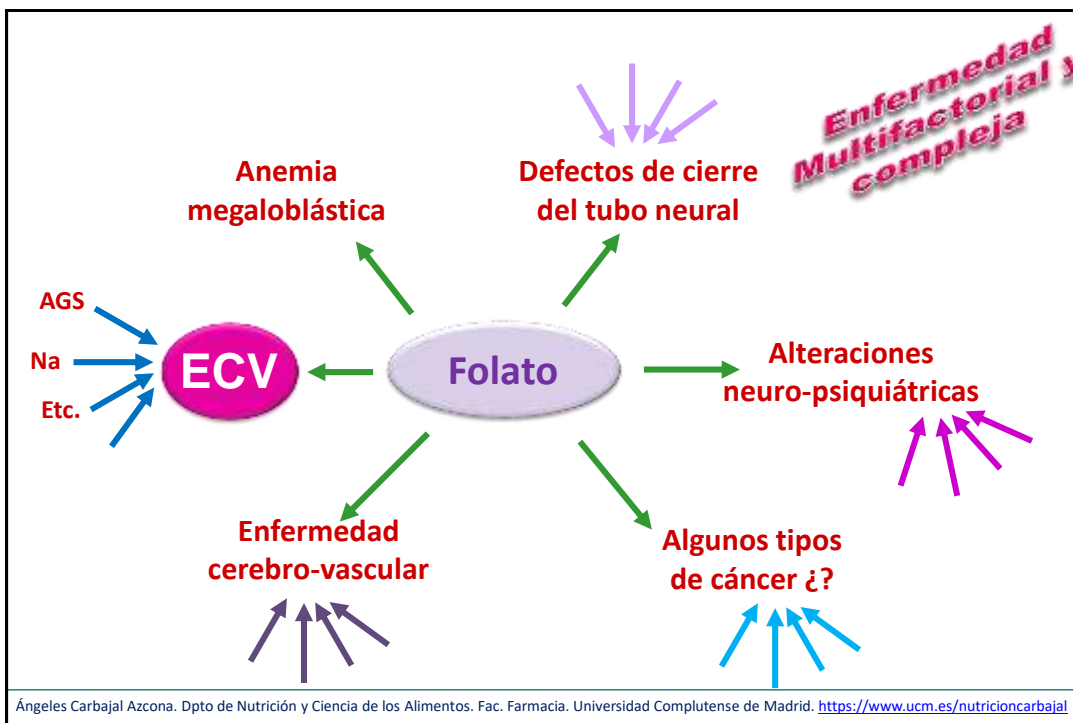 Enfermedad
Multifactorial y
compleja
Anemia
megaloblástica
Defectos de cierre
del tubo neural
AGS
Na
Etc.
ECV
Folato
Alteraciones
neuro-psiquiátricas
Enfermedad
cerebro-vascular
Algunos tipos
de cáncer ¿?
Ángeles Carbajal Azcona. Dpto de Nutrición y Ciencia de los Alimentos. Fac. Farmacia. Universidad Complutense de Madrid. https://www.ucm.es/nutricioncarbajal